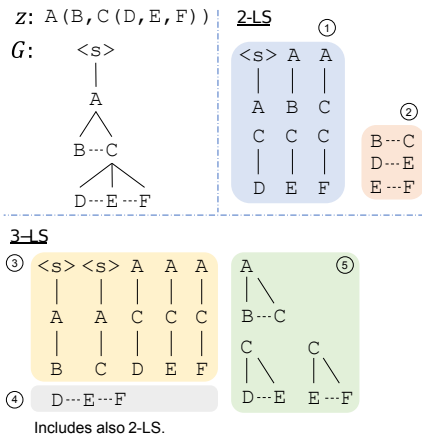 z: A(B,C(D,E,F))
G:
<s>
A
B---C
D---E---F
2-LS
1
<s> A A
A B C
C C C
D E F
2
B---C
D---E
E---F
3-LS
3
<s> <s> A A A
A A C C C
B C D E F
4
D---E---F
5
A
B---C
C C
D---E E---F
Includes also 2-LS.